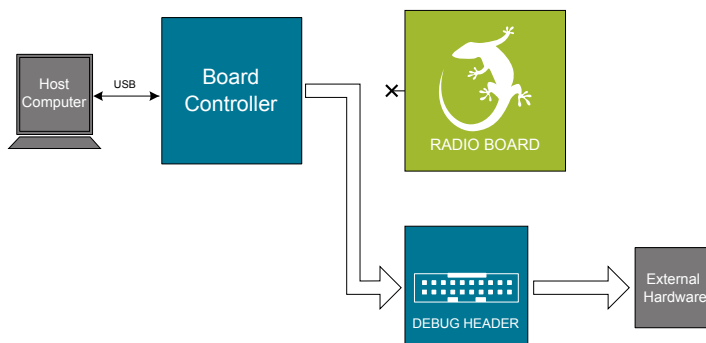 Host
Computer
USB
Board
Controller
RADIO BOARD
DEBUG HEADER
External
Hardware